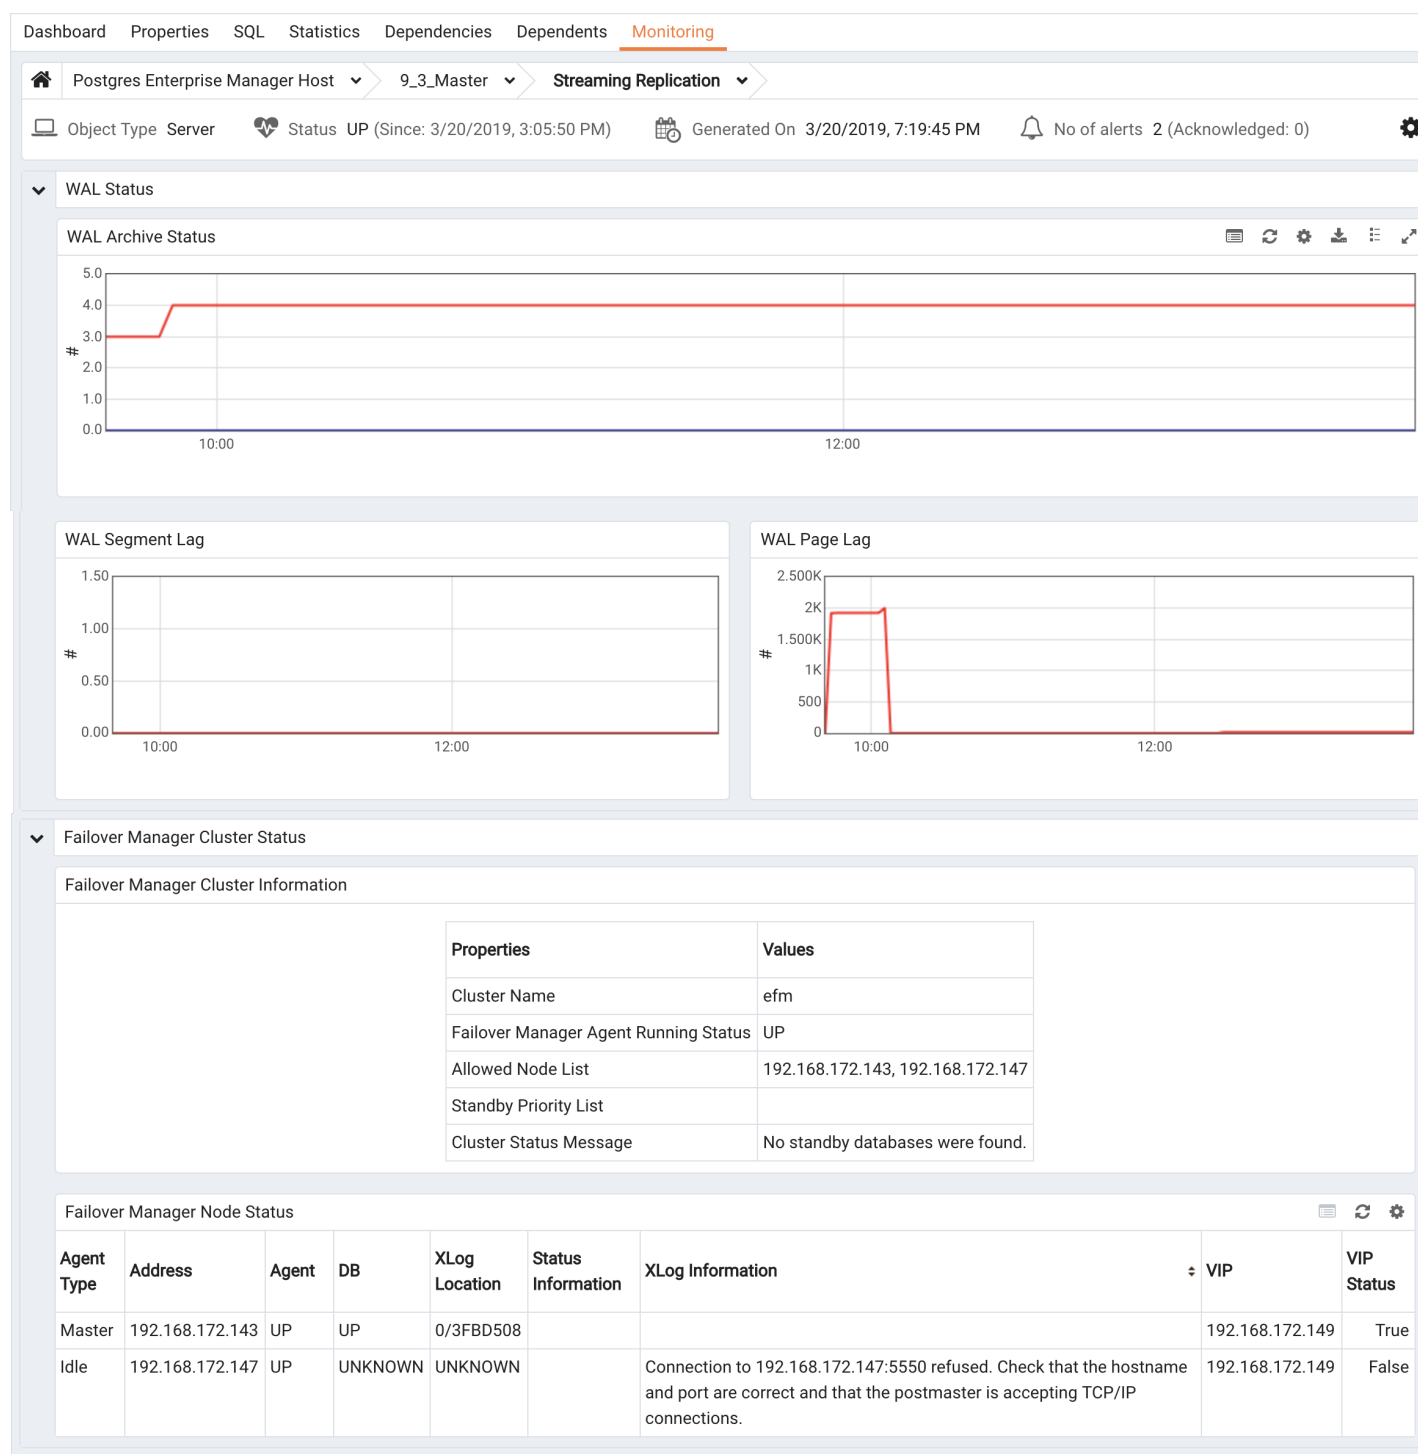 Dashboard Properties SQL Statistics Dependencies Dependents Monitoring
Postgres Enterprise Manager Host 9_3_Master Streaming Replication
Object Type Server Status UP (Since: 3/20/2019, 3:05:50 PM) Generated On 3/20/2019, 7:19:45 PM No of alerts 2 (Acknowledged: 0)
WAL Status
WAL Archive Status
5.0
4.0
3.0
#
2.0
1.0
0.0
10:00 12:00
WAL Segment Lag
1.50
1.00
#
0.50
0.00
10:00 12:00
WAL Page Lag
2.500K
2K
1.500K
#
1K
500
0
10:00 12:00
Failover Manager Cluster Status
Failover Manager Cluster Information
Properties Values
Cluster Name efm
Failover Manager Agent Running Status UP
Allowed Node List 192.168.172.143, 192.168.172.147
Standby Priority List
Cluster Status Message No standby databases were found.
Failover Manager Node Status
Agent Type Address Agent DB XLog Location Status Information XLog Information VIP VIP Status
Master 192.168.172.143 UP UP 0/3FBD508 192.168.172.149 True
Idle 192.168.172.147 UP UNKNOWN UNKNOWN Connection to 192.168.172.147:5550 refused. Check that the hostname 192.168.172.149 False
and port are correct and that the postmaster is accepting TCP/IP
connections.